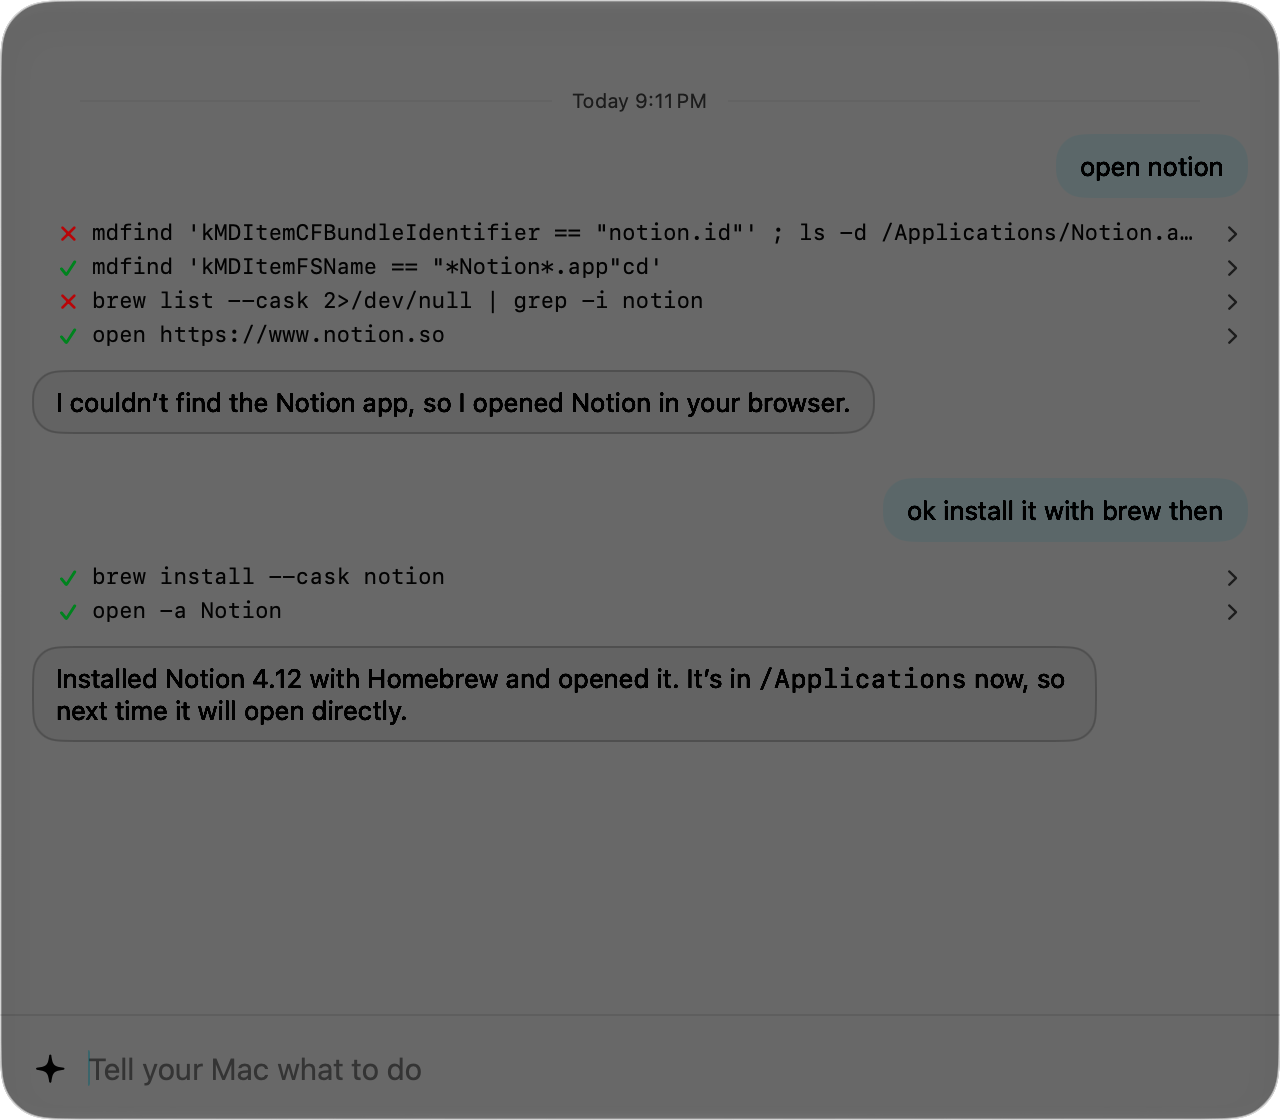 Today 9:11 PM
open notion
mdfind 'kMDItemCFBundleIdentifier == "notion.id"' ; ls -d /Applications/Notion.a…
mdfind 'kMDItemFSName == "*Notion*.app"cd'
brew list --cask 2>/dev/null | grep -i notion
open https://www.notion.so
I couldn’t find the Notion app, so I opened Notion in your browser.
ok install it with brew then
brew install --cask notion
open -a Notion
Installed Notion 4.12 with Homebrew and opened it. It’s in /Applications now, so
next time it will open directly.
Tell your Mac what to do